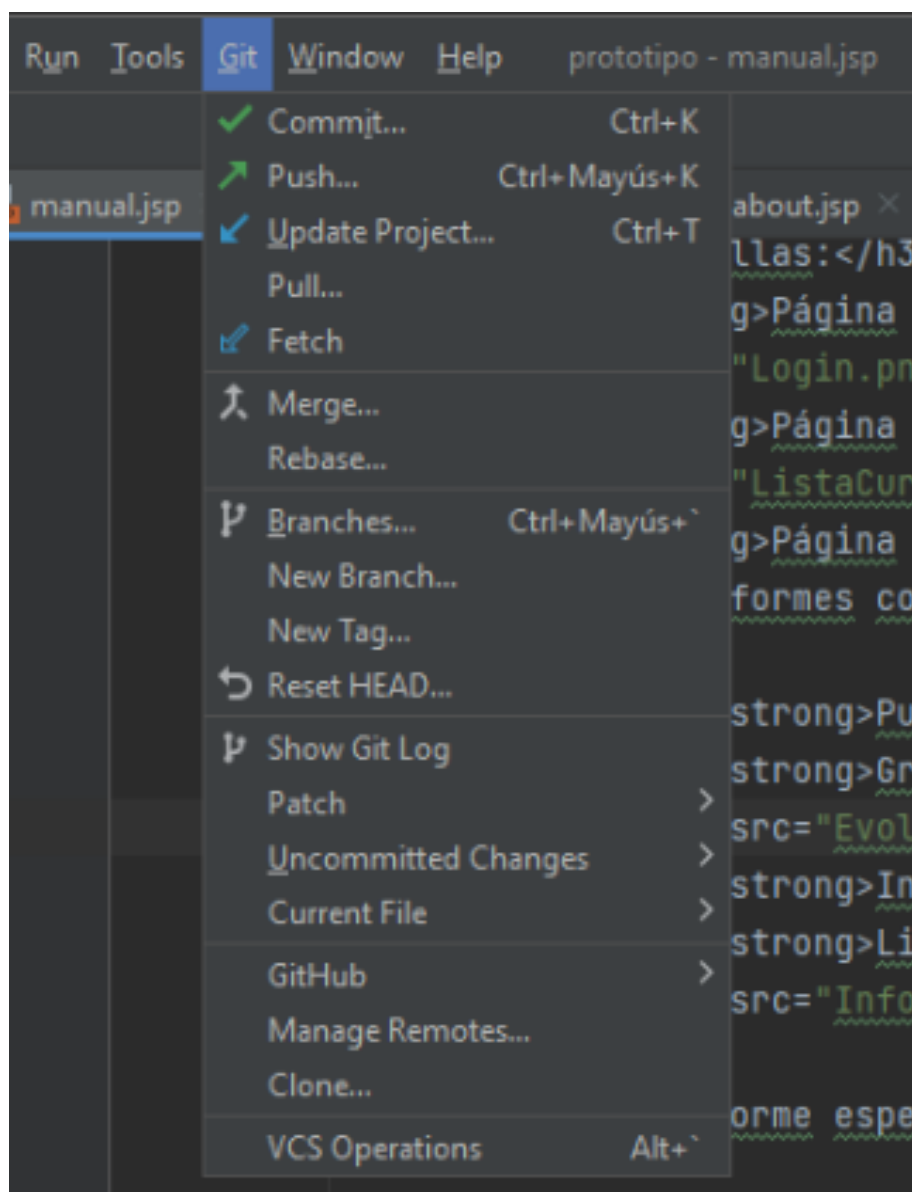 Run Tools Git Window Help prototipo - manual.jsp
Commit... Ctrl+K
Push... Ctrl+Mayús+K
manual.jsp
about.jsp
Update Project... Ctrl+T
llas:</h3
Pull...
g>Página
Fetch
"Login.pn
Merge...
g>Página
Rebase...
"ListaCur
Branches... Ctrl+Mayús+`
g>Página
New Branch...
formes co
New Tag...
Reset HEAD...
strong>Pu
Show Git Log
strong>Gr
Patch
src="Evol
Uncommitted Changes
strong>In
Current File
strong>Li
GitHub
src="Info
Manage Remotes...
Clone...
orme espe
VCS Operations Alt+`